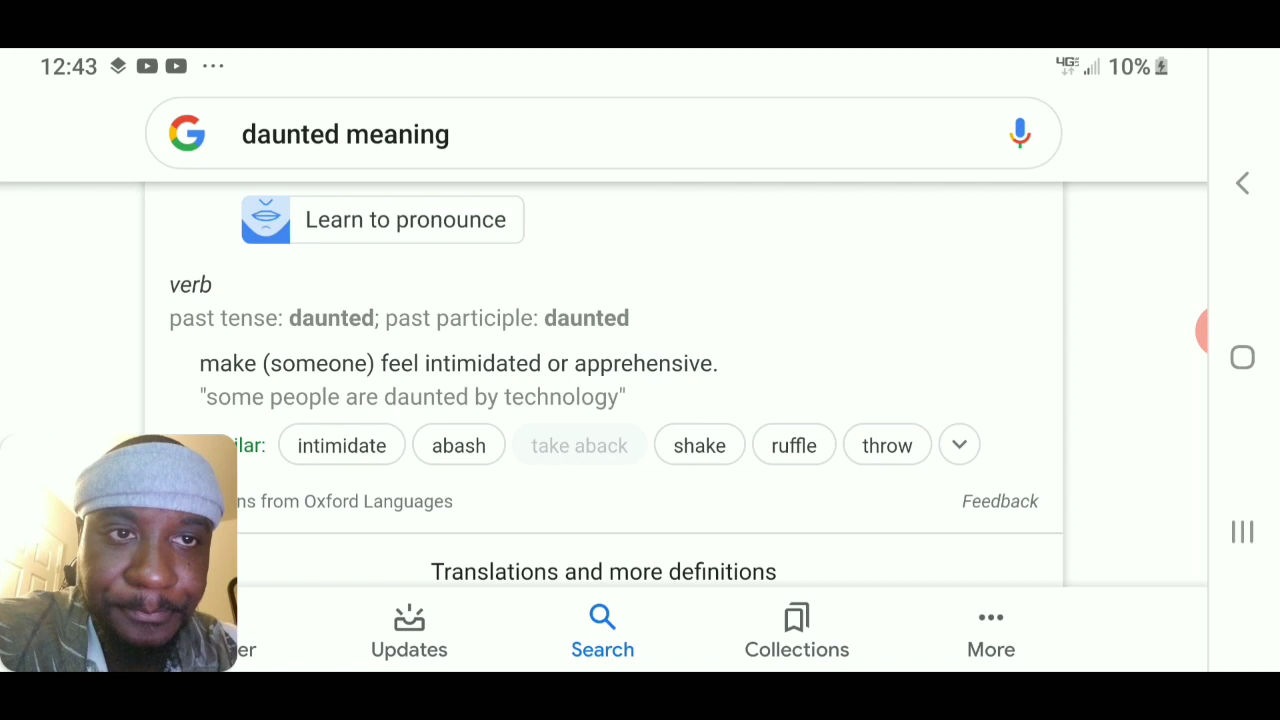 12:43 ... 4G 10%
daunted meaning
Learn to pronounce
verb
past tense: daunted; past participle: daunted
make (someone) feel intimidated or apprehensive.
"some people are daunted by technology"
lar: intimidate abash take aback shake ruffle throw
ns from Oxford Languages Feedback
Translations and more definitions
er Updates Search Collections More